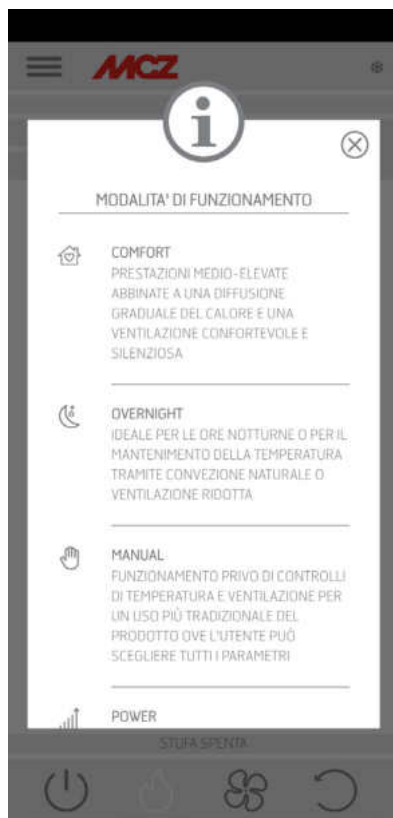 MCZ
MODALITA' DI FUNZIONAMENTO
COMFORT
PRESTAZIONI MEDIO-ELEVATE
ABBINATE A UNA DIFFUSIONE
GRADUALE DEL CALORE E UNA
VENTILAZIONE CONFORTEVOLE E
SILENZIOSA
OVERNIGHT
IDEALE PER LE ORE NOTTURNE O PER IL
MANTENIMENTO DELLA TEMPERATURA
TRAMITE CONVEZIONE NATURALE O
VENTILAZIONE RIDOTTA
MANUAL
FUNZIONAMENTO PRIVO DI CONTROLLI
DI TEMPERATURA E VENTILAZIONE PER
UN USO PIÙ TRADIZIONALE DEL
PRODOTTO OVE L'UTENTE PUÒ
SCEGLIERE TUTTI I PARAMETRI
POWER
STUFA SPENTA